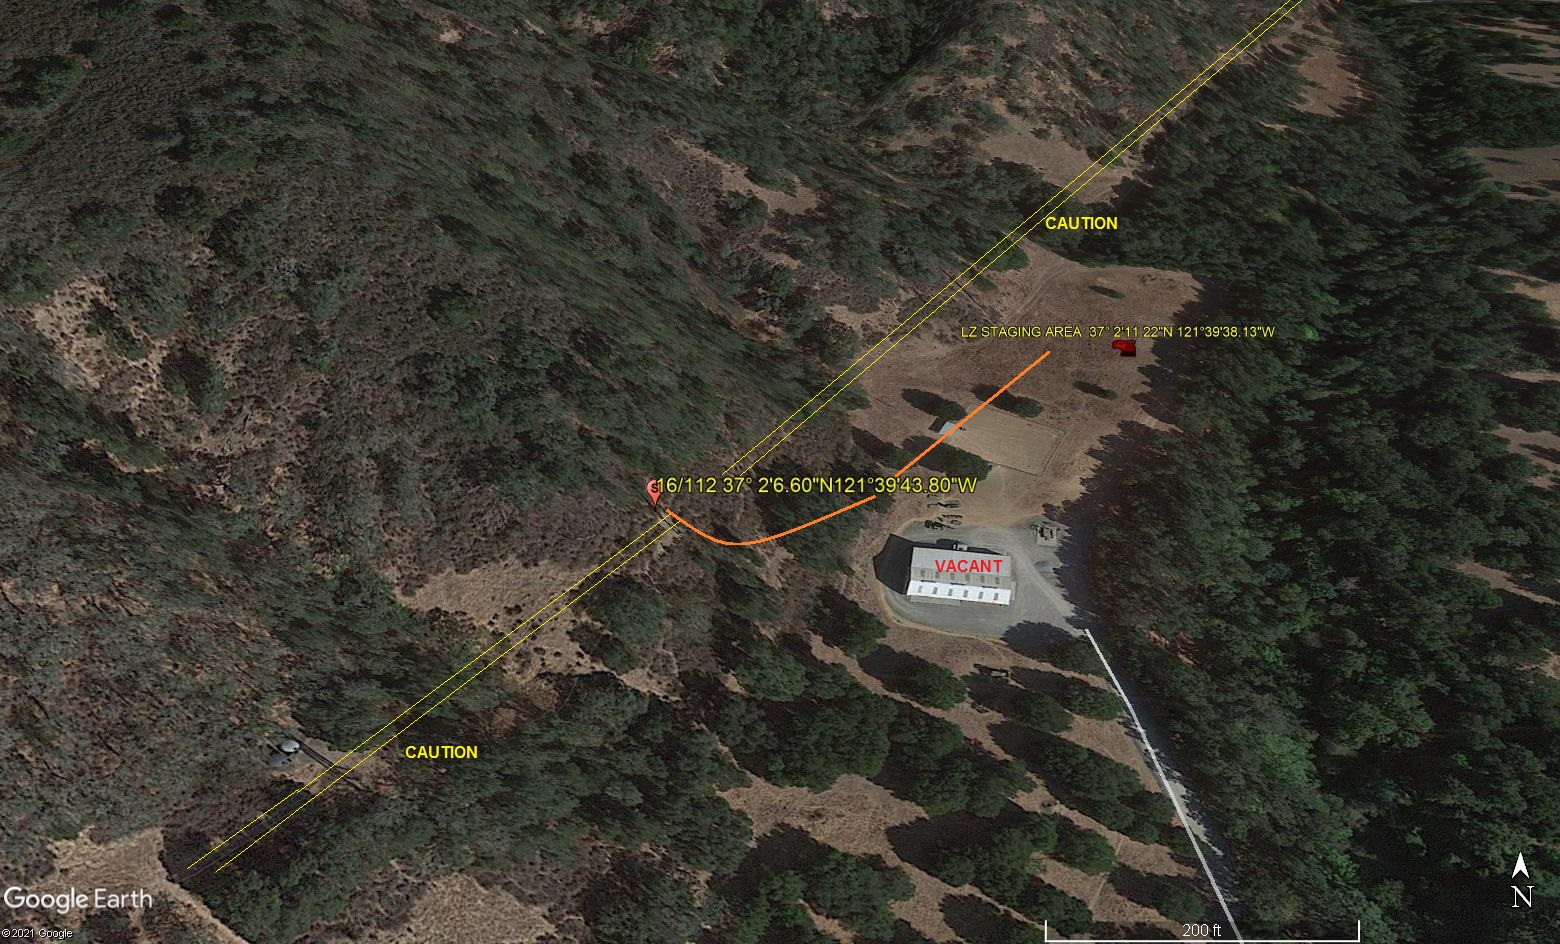 CAUTION
LZ STAGING AREA 37° 2'11 22"N 121°39'38.13"W
S
16/112 37° 2'6.60"N121°39'43.80"W
VACANT
CAUTION
Google Earth
N
© 2021 Google
200 ft